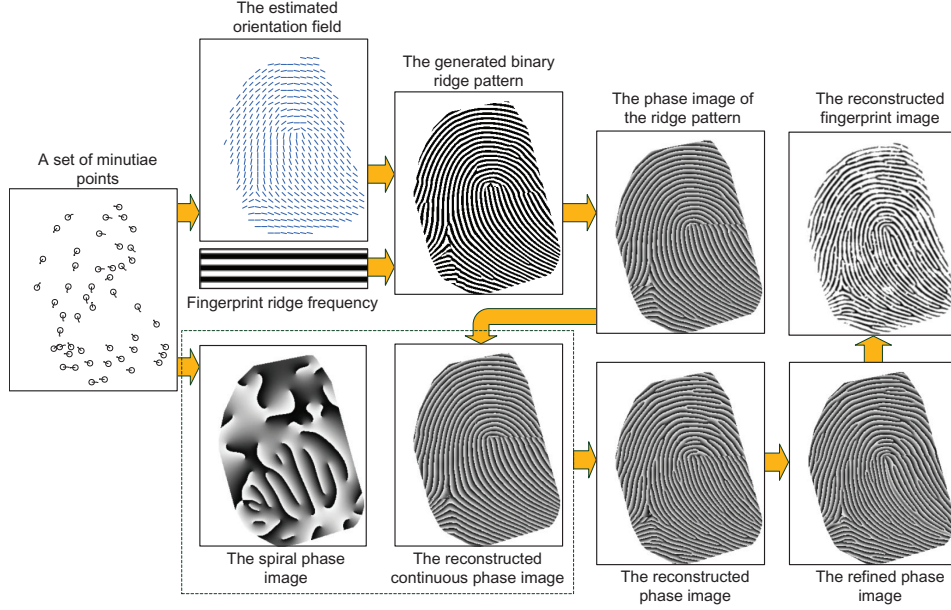 The estimated
orientation field
The generated binary
ridge pattern
The phase image of
the ridge pattern
The reconstructed
fingerprint image
A set of minutiae
points
Fingerprint ridge frequency
The spiral phase
image
The reconstructed
continuous phase image
The reconstructed
phase image
The refined phase
image